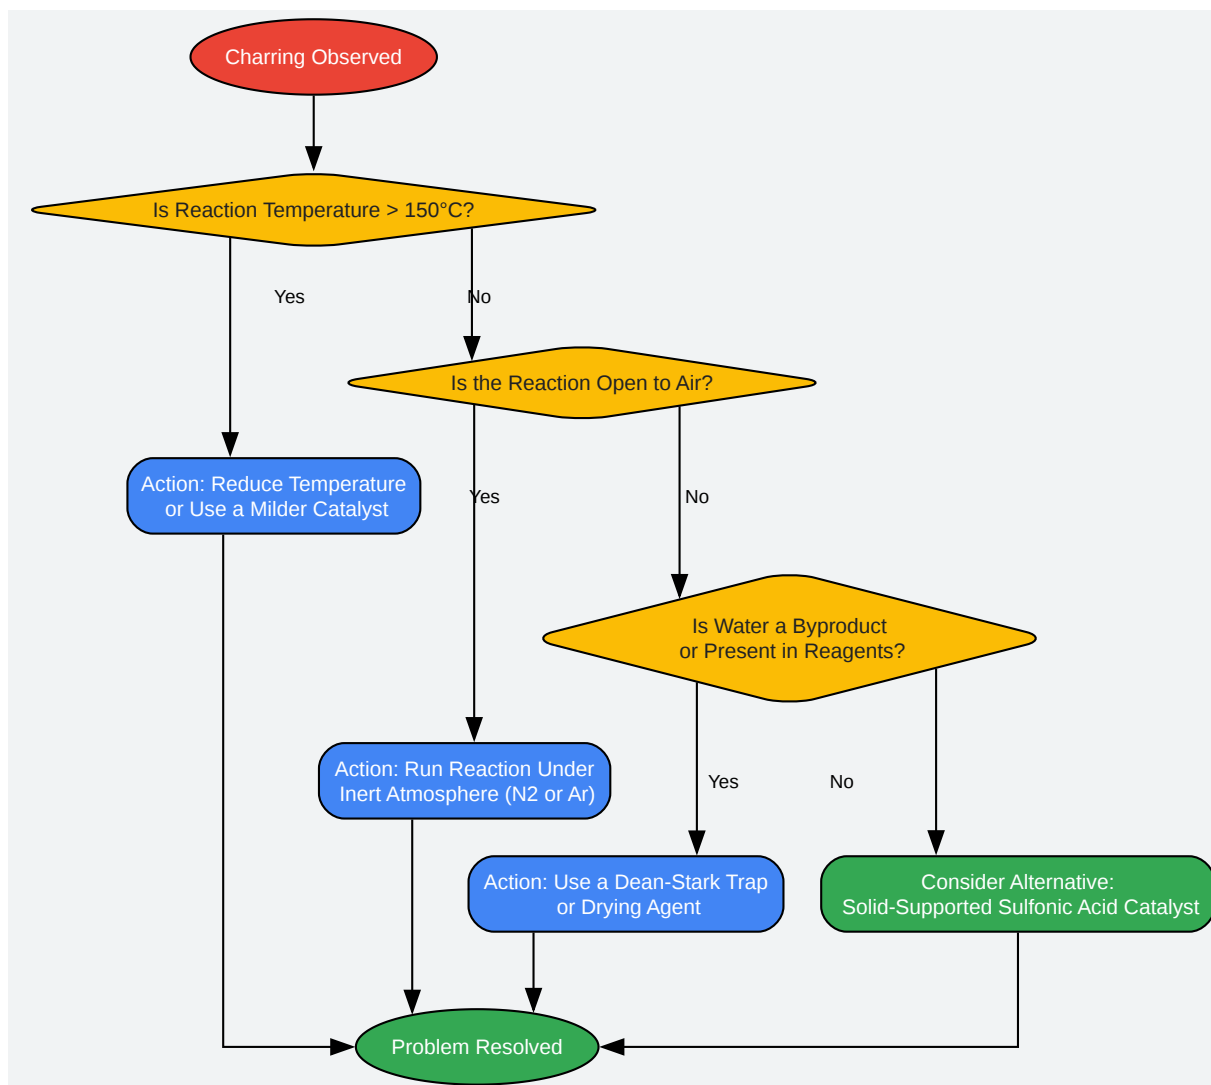 Charring Observed
Is Reaction Temperature > 150°C?
Yes
No
Is the Reaction Open to Air?
Action: Reduce Temperature
or Use a Milder Catalyst
Yes
No
Is Water a Byproduct
or Present in Reagents?
Action: Run Reaction Under
Inert Atmosphere (N2 or Ar)
Yes
No
Action: Use a Dean-Stark Trap
or Drying Agent
Consider Alternative:
Solid-Supported Sulfonic Acid Catalyst
Problem Resolved